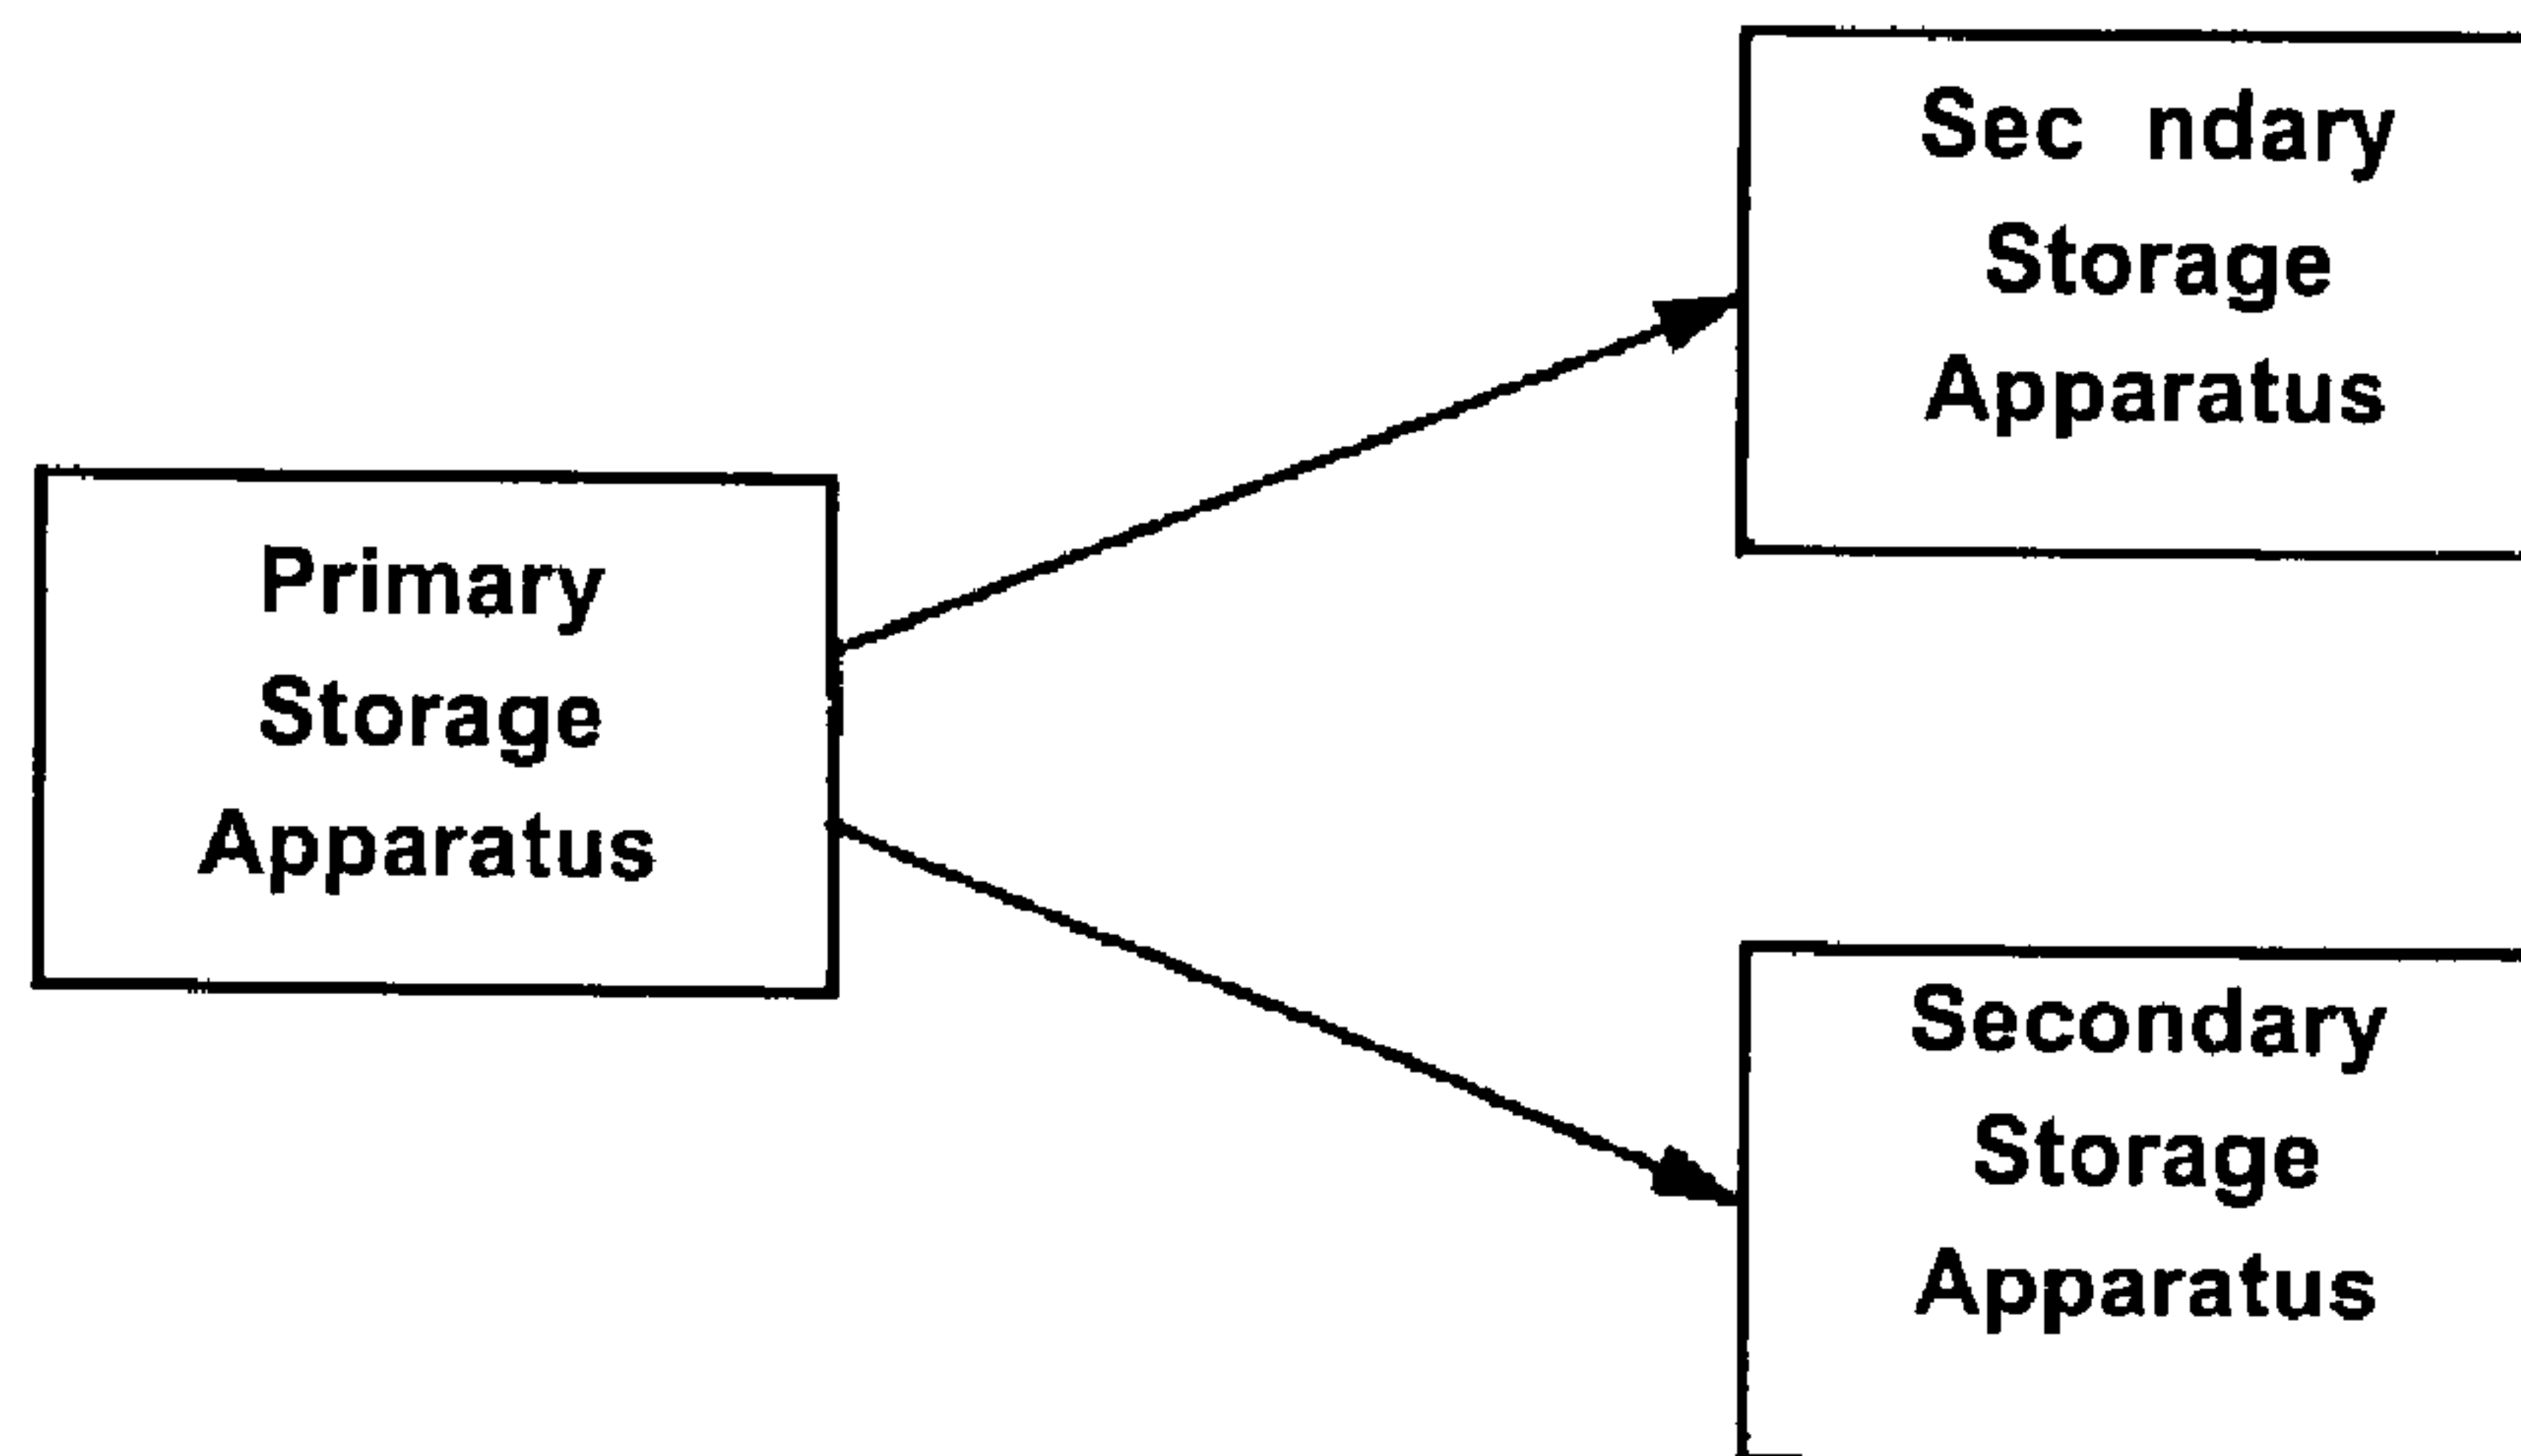 Sec ndary
Storage
Apparatus
Primary
Storage
Apparatus
Secondary
Storage
Apparatus